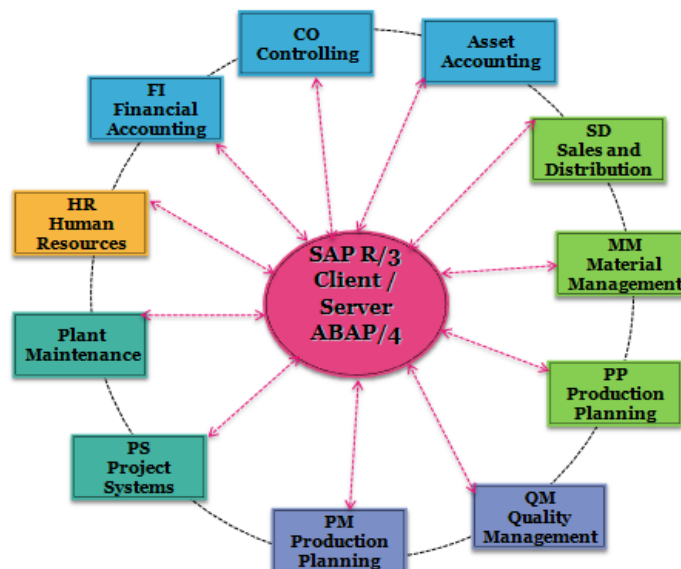 CO
Controlling
Asset
Accounting
FI
Financial
Accounting
SD
Sales and
Distribution
HR
Human
Resources
SAP R/3
Client /
Server
ABAP/4
MM
Material
Management
Plant
Maintenance
PP
Production
Planning
PS
Project
Systems
PM
Production
Planning
QM
Quality
Management